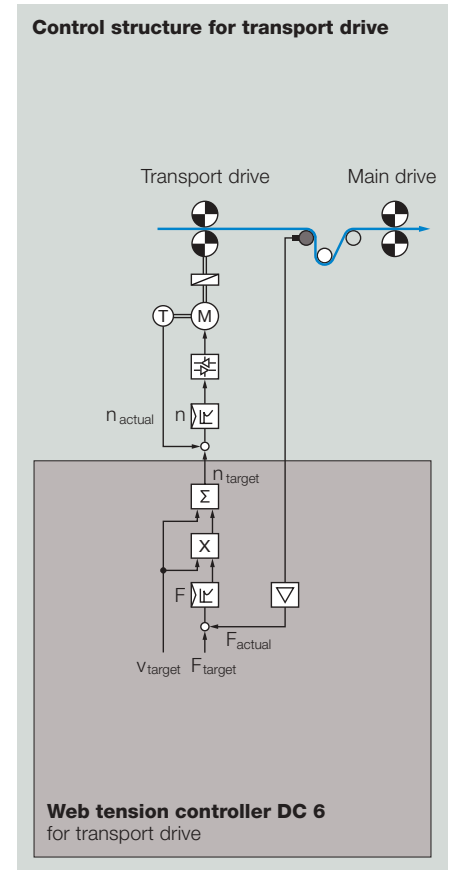 Control structure for transport drive
Transport drive Main drive
T M
n actual n
n target
Σ
X
F
F actual
v target F target
Web tension controller DC 6
for transport drive